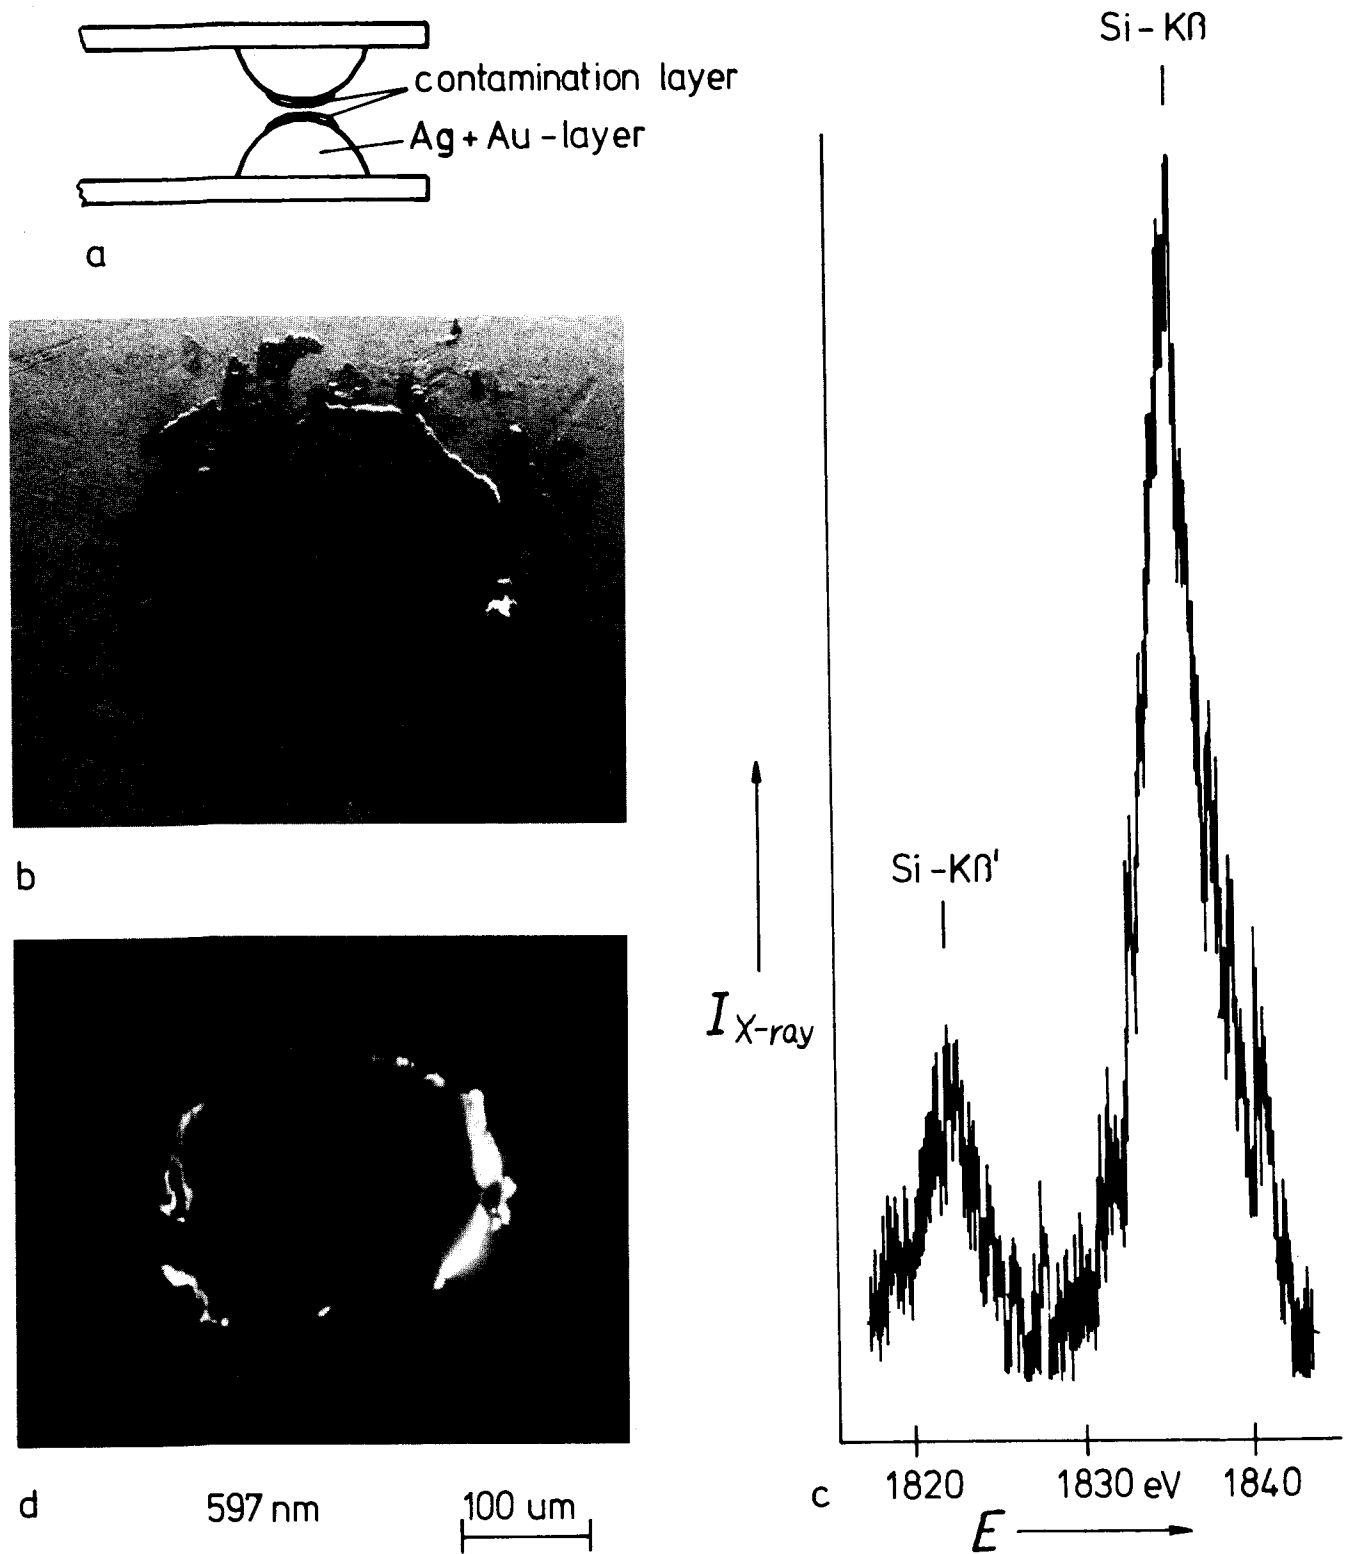 contamination layer
Ag + Au - layer
a
b
d
597 nm
100 um
Si - Kß
Si - Kß'
I X-ray
c
1820
1830 eV
1840
E